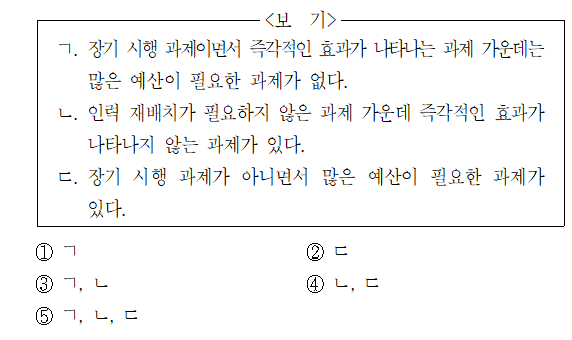 <보 기>
ㄱ. 장기 시행 과제이면서 즉각적인 효과가 나타나는 과제 가운데는
많은 예산이 필요한 과제가 없다.
ㄴ. 인력 재배치가 필요하지 않은 과제 가운데 즉각적인 효과가
나타나지 않는 과제가 있다.
ㄷ. 장기 시행 과제가 아니면서 많은 예산이 필요한 과제가
있다.
① ㄱ ② ㄷ
③ ㄱ, ㄴ ④ ㄴ, ㄷ
⑤ ㄱ, ㄴ, ㄷ